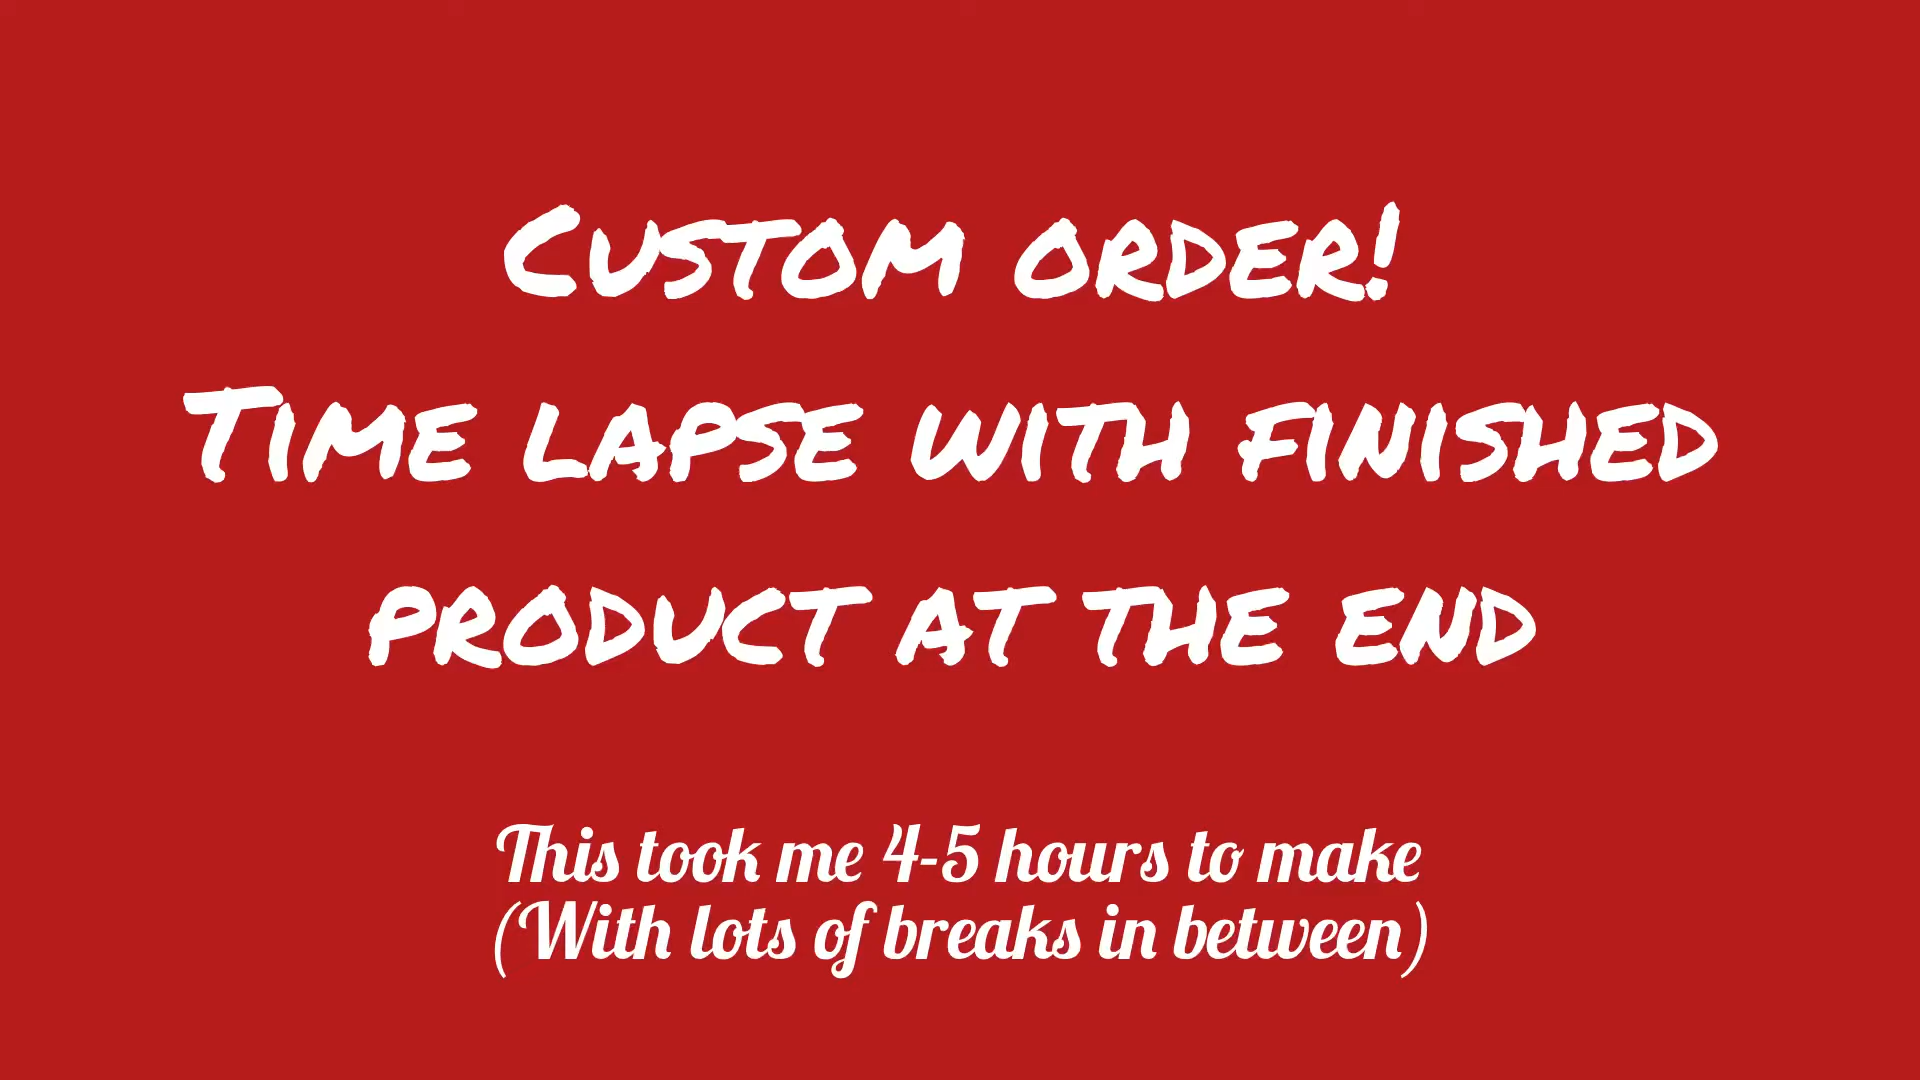 Custom order!
Time lapse with finished
product at the end
This took me 4-5 hours to make
(With lots of breaks in between)